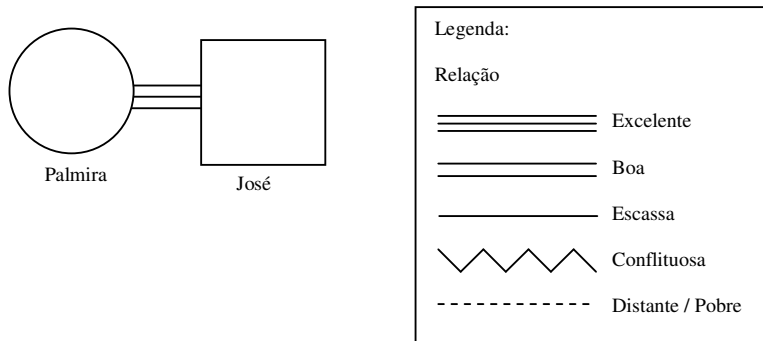 Palmira
José
Legenda:
Relação
Excelente
Boa
Escassa
Conflituosa
Distante / Pobre